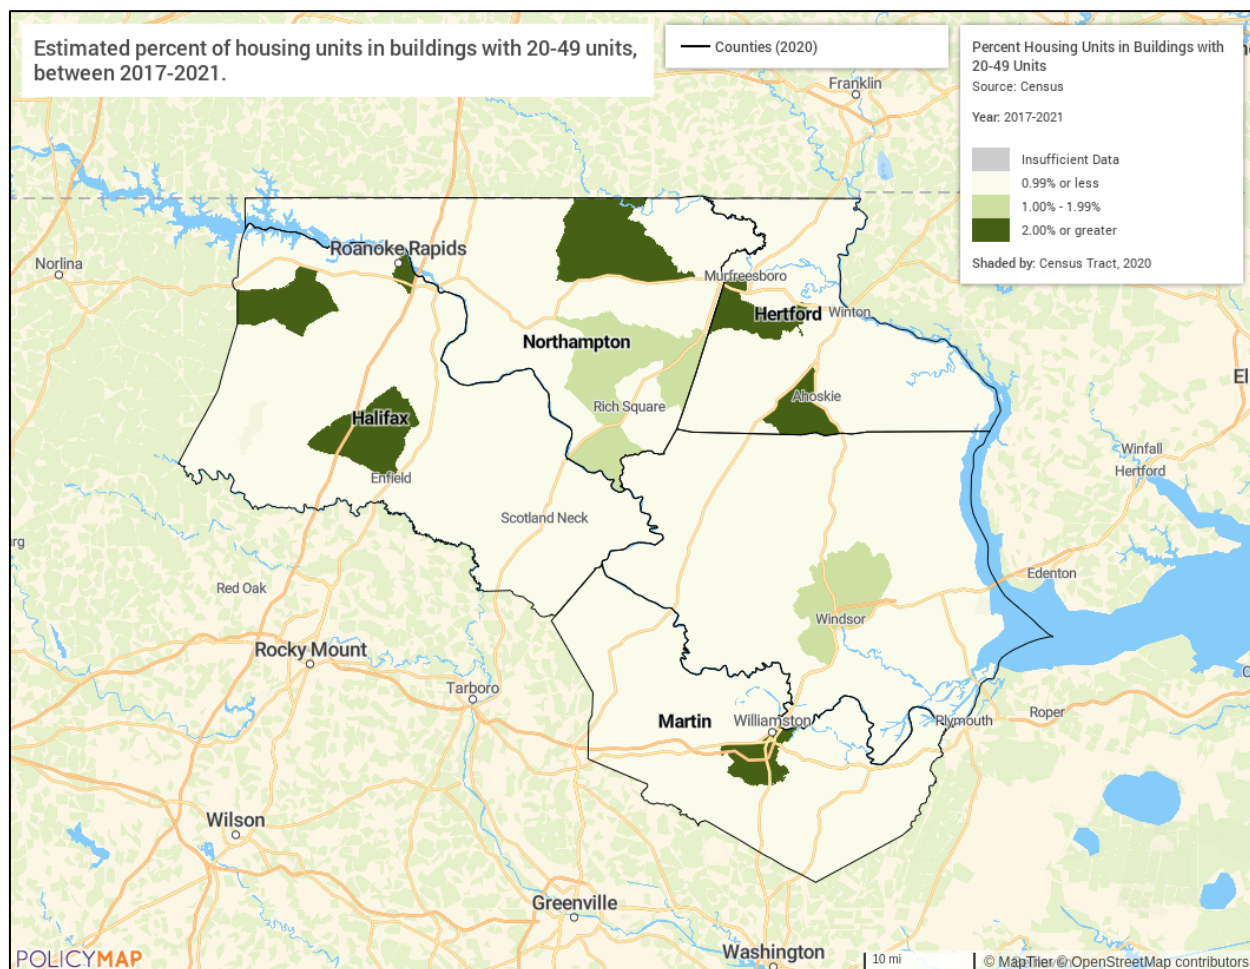 Estimated percent of housing units in buildings with 20-49 units,
between 2017-2021.
Counties (2020)
Percent Housing Units in Buildings with
20-49 Units
Source: Census
Year: 2017-2021
Insufficient Data
0.99% or less
1.00% - 1.99%
2.00% or greater
Shaded by: Census Tract, 2020
Franklin
Norlina
Roanoke Rapids
Murfreesboro
Hertford
Winton
Northampton
El
Ahoskie
Rich Square
Halifax
Winfall
Hertford
Enfield
Scotland Neck
rg
Edenton
Red Oak
Windsor
Rocky Mount
Tarboro
Martin
Williamston
Plymouth
Roper
Wilson
Greenville
Washington
POLICYMAP
10 mi
© MapTiler © OpenStreetMap contributors